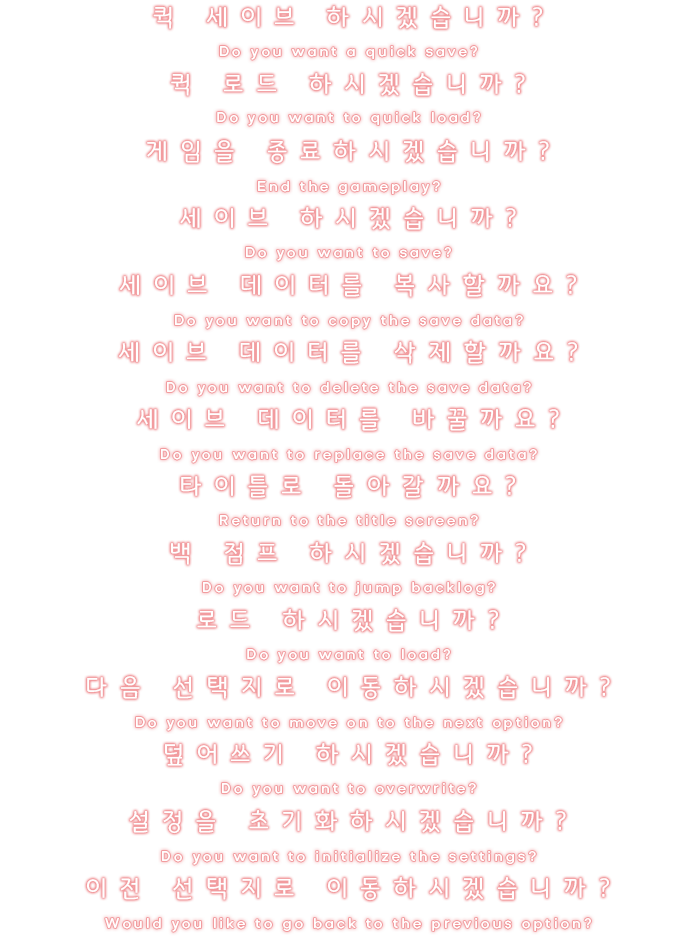 퀵 세이브 하시겠습니까?
Do you want a quick save?
퀵 로드 하시겠습니까?
Do you want to quick load?
게임을 종료하시겠습니까?
End the gameplay?
세이브 하시겠습니까?
Do you want to save?
세이브 데이터를 복사할까요?
Do you want to copy the save data?
세이브 데이터를 삭제할까요?
Do you want to delete the save data?
세이브 데이터를 바꿀까요?
Do you want to replace the save data?
타이틀로 돌아갈까요?
Return to the title screen?
백 점프 하시겠습니까?
Do you want to jump backlog?
로드 하시겠습니까?
Do you want to load?
다음 선택지로 이동하시겠습니까?
Do you want to move on to the next option?
덮어쓰기 하시겠습니까?
Do you want to overwrite?
설정을 초기화하시겠습니까?
Do you want to initialize the settings?
이전 선택지로 이동하시겠습니까?
Would you like to go back to the previous option?